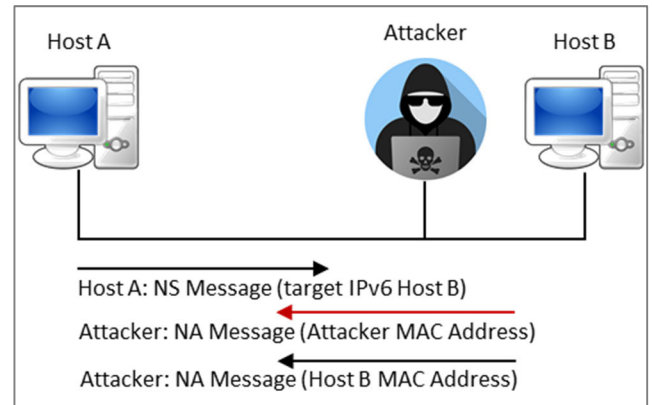 Host A
Attacker
Host B
Host A: NS Message (target IPv6 Host B)
Attacker: NA Message (Attacker MAC Address)
Attacker: NA Message (Host B MAC Address)